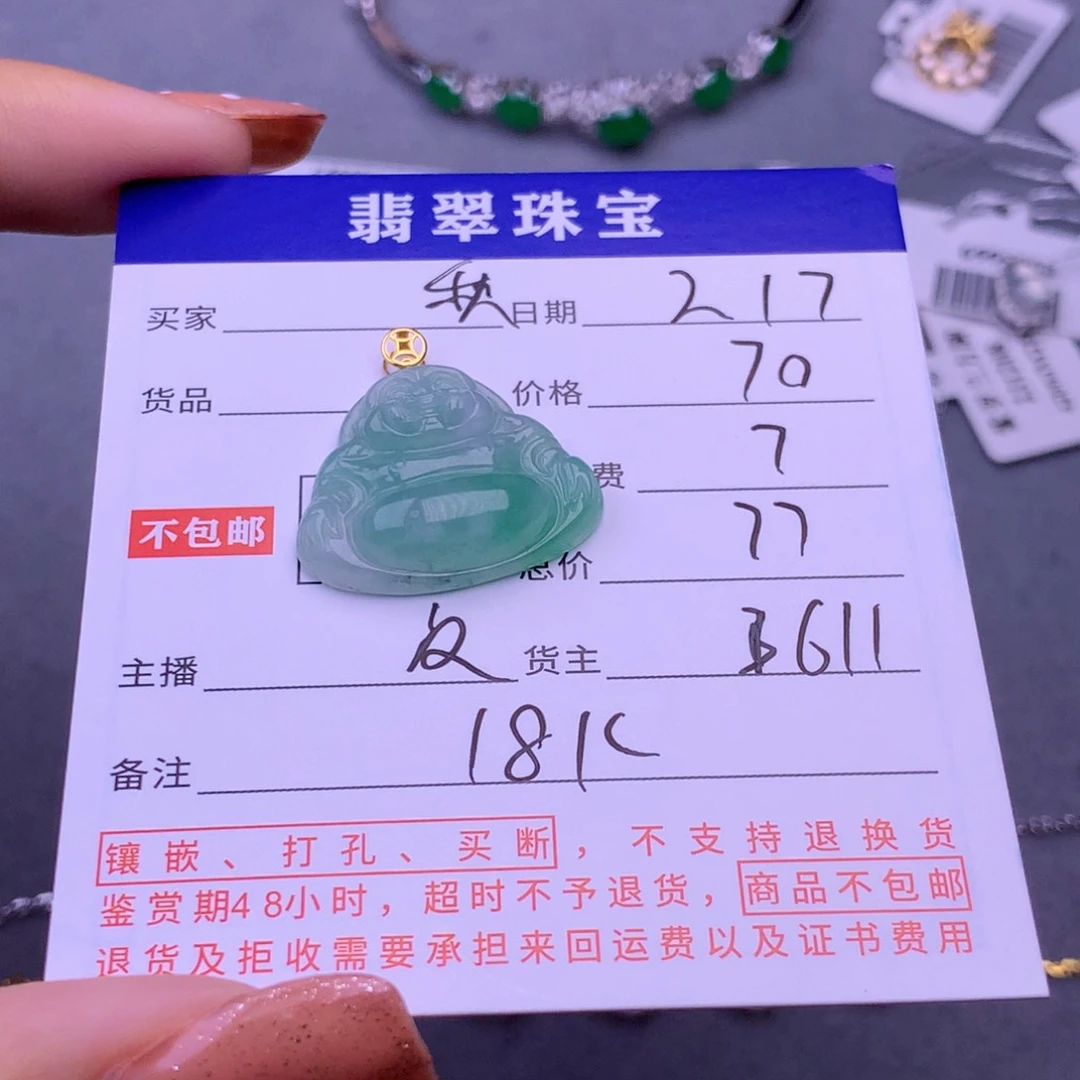 翡翠珠宝
买家 秋 日期 217
货品 价格 70
费 7
不包邮
总价 77
主播 货主 611
备注 18K
镶嵌、打孔、买断，不支持退换货
鉴赏期48小时，超时不予退货，商品不包邮
退货及拒收需要承担来回运费以及证书费用